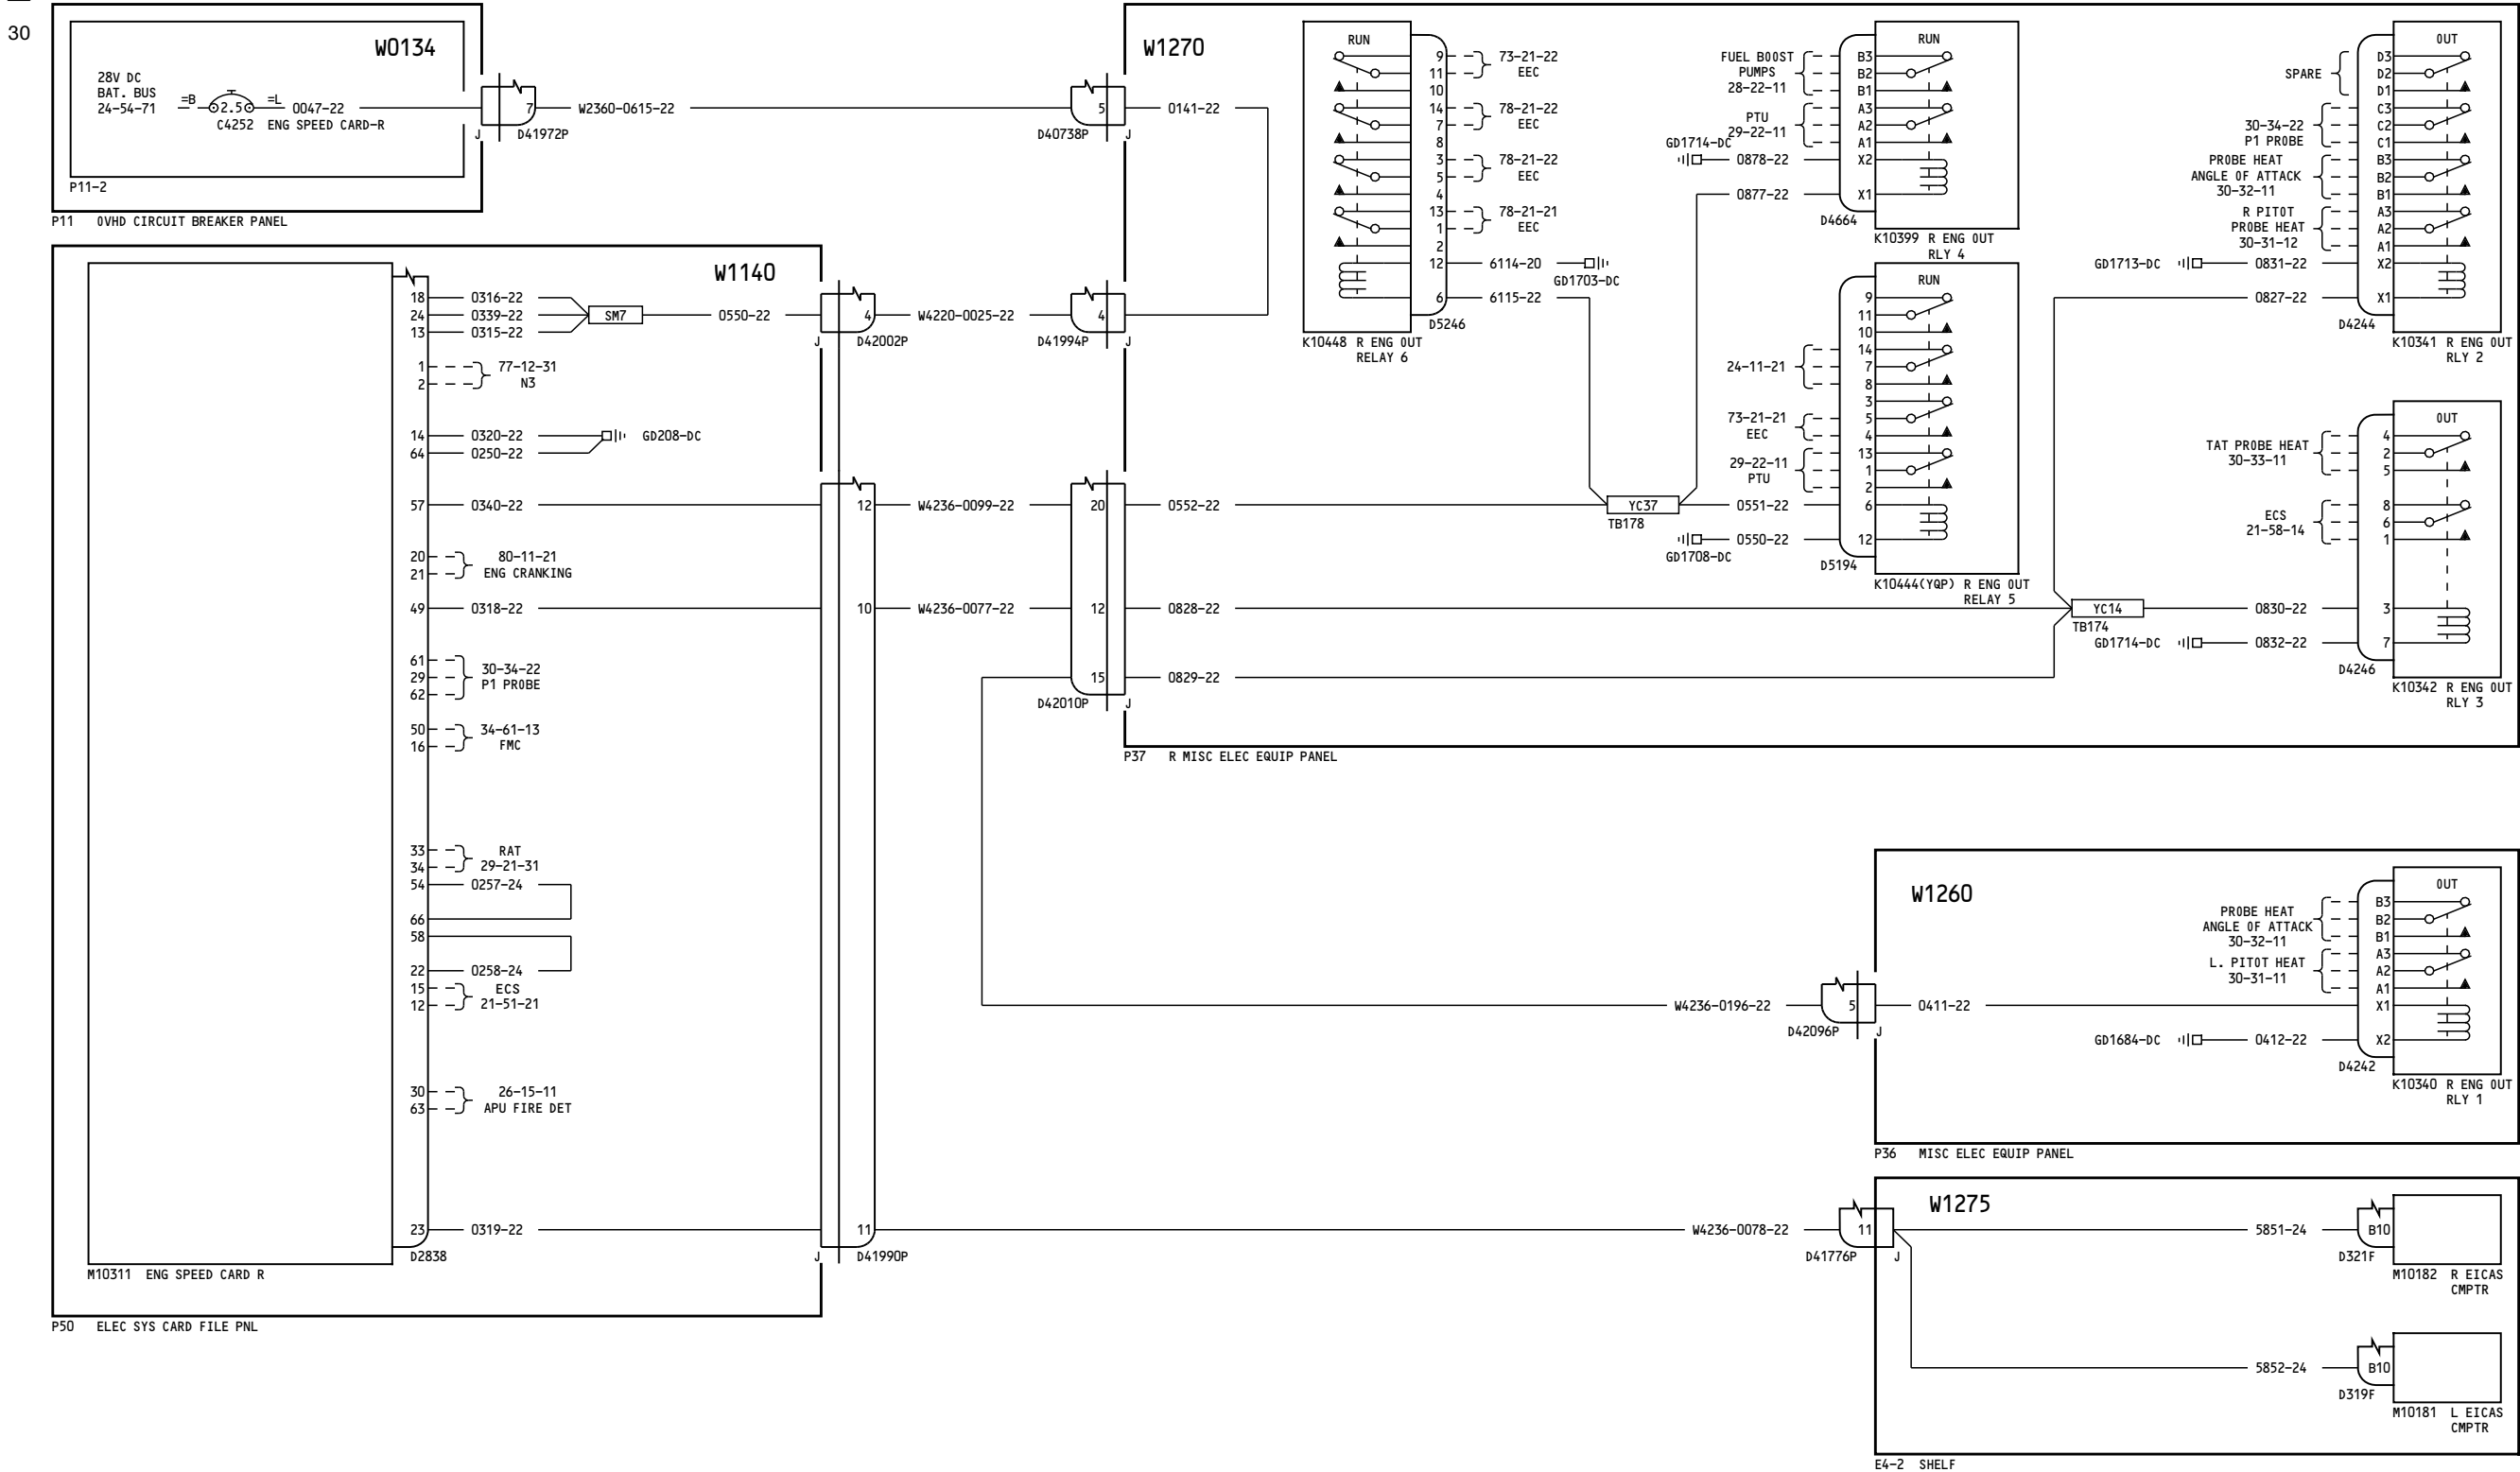 30
W0134
28V DC
BAT. BUS
24-54-71
=B
2.5
=L
0047-22
C4252 ENG SPEED CARD-R
P11-2
P11 OVHD CIRCUIT BREAKER PANEL
7
J
D41972P
W2360-0615-22
5
D40738P
J
W1270
0141-22
W1140
18
0316-22
24
0339-22
13
0315-22
SM7
0550-22
4
J
D42002P
W4220-0025-22
4
D41994P
J
1
2
77-12-31
N3
14
0320-22
64
0250-22
GD208-DC
57
0340-22
12
W4236-0099-22
20
0552-22
20
21
80-11-21
ENG CRANKING
49
0318-22
10
W4236-0077-22
12
0828-22
61
29
62
30-34-22
P1 PROBE
15
0829-22
D42010P
J
50
16
34-61-13
FMC
33
34
RAT
29-21-31
54
0257-24
66
58
22
0258-24
15
12
ECS
21-51-21
30
63
26-15-11
APU FIRE DET
23
0319-22
11
D2838
J
D41990P
M10311 ENG SPEED CARD R
P50 ELEC SYS CARD FILE PNL
RUN
9
11
10
14
7
8
3
5
4
13
1
2
12
6
73-21-22
EEC
78-21-22
EEC
78-21-22
EEC
78-21-21
EEC
6114-20
GD1703-DC
6115-22
D5246
K10448 R ENG OUT
RELAY 6
YC37
TB178
FUEL BOOST
PUMPS
28-22-11
PTU
29-22-11
GD1714-DC
0878-22
0877-22
B3
B2
B1
A3
A2
A1
X2
X1
RUN
D4664
K10399 R ENG OUT
RLY 4
RUN
9
11
10
14
7
8
3
5
4
13
1
2
6
12
24-11-21
73-21-21
EEC
29-22-11
PTU
0551-22
0550-22
GD1708-DC
D5194
K10444(YQP) R ENG OUT
RELAY 5
OUT
SPARE
30-34-22
P1 PROBE
PROBE HEAT
ANGLE OF ATTACK
30-32-11
R PITOT
PROBE HEAT
30-31-12
D3
D2
D1
C3
C2
C1
B3
B2
B1
A3
A2
A1
X2
X1
GD1713-DC
0831-22
0827-22
D4244
K10341 R ENG OUT
RLY 2
OUT
TAT PROBE HEAT
30-33-11
ECS
21-58-14
4
2
5
8
6
1
3
7
YC14
TB174
0830-22
GD1714-DC
0832-22
D4246
K10342 R ENG OUT
RLY 3
P37 R MISC ELEC EQUIP PANEL
W1260
OUT
PROBE HEAT
ANGLE OF ATTACK
30-32-11
L. PITOT HEAT
30-31-11
B3
B2
B1
A3
A2
A1
X1
X2
W4236-0196-22
5
D42096P
J
0411-22
GD1684-DC
0412-22
D4242
K10340 R ENG OUT
RLY 1
P36 MISC ELEC EQUIP PANEL
W1275
W4236-0078-22
11
D41776P
J
5851-24
B10
D321F
M10182 R EICAS
CMPTR
5852-24
B10
D319F
M10181 L EICAS
CMPTR
E4-2 SHELF